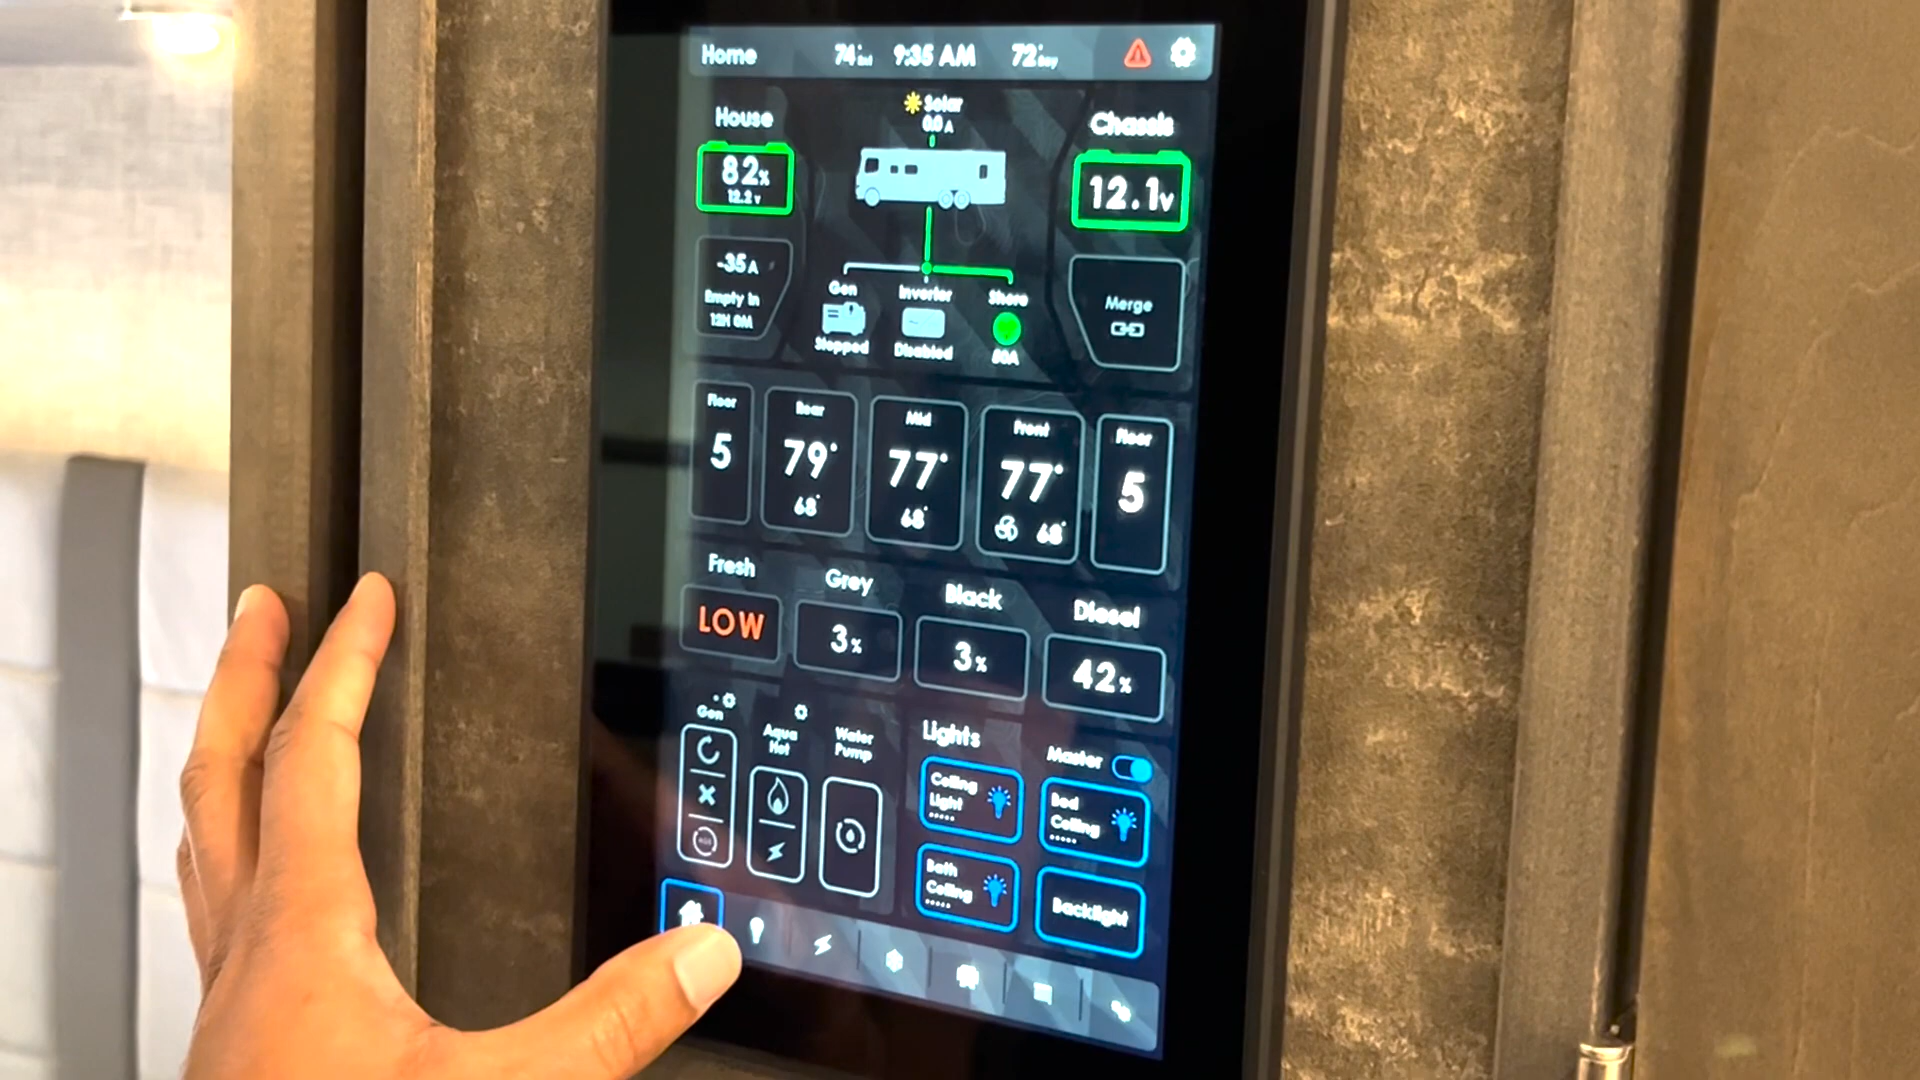 Home 74° 9:35 AM 72°
Solar
0.0 A
House
82%
12.2v
Chassis
12.1v
-35 A
Empty In
12H 0M
Gen
Stopped
Inverter
Disabled
Shore
50A
Merge
Floor
5
Rear
79°
68°
Mid
77°
68°
Front
77°
68°
Floor
5
Fresh
LOW
Grey
3%
Black
3%
Diesel
42%
Gen
Aqua
Hot
Water
Pump
Lights
Master
Ceiling
Light
Bed
Ceiling
Bath
Ceiling
Backlight